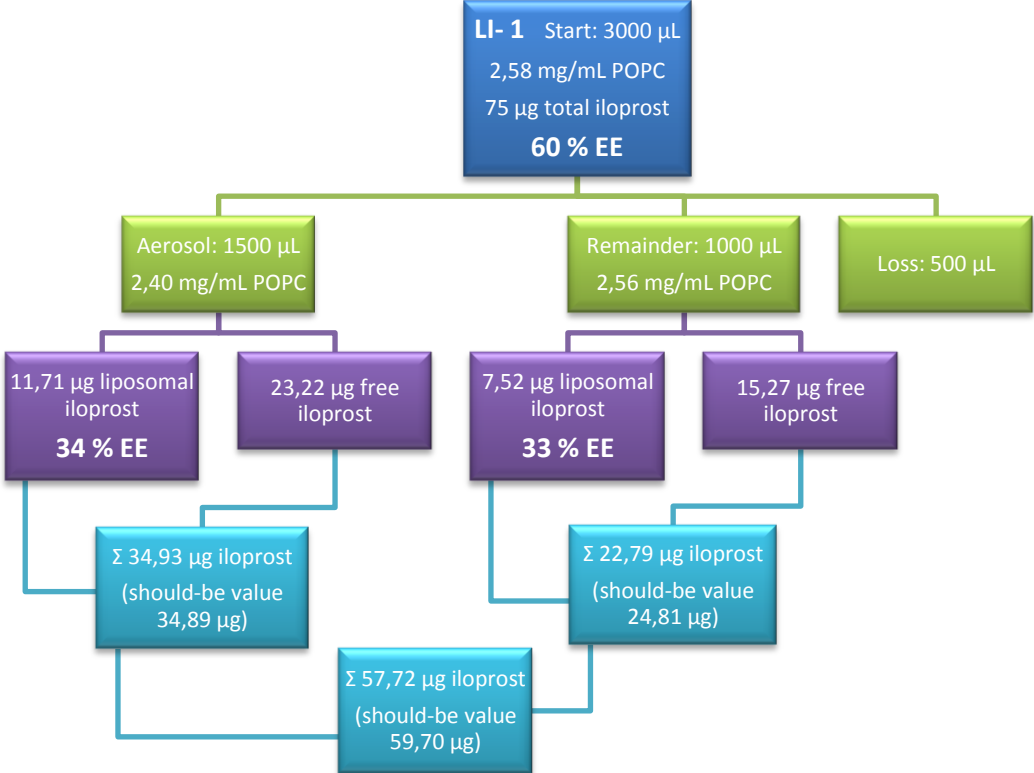 LI- 1 Start: 3000 µL
2,58 mg/mL POPC
75 µg total iloprost
60 % EE
Aerosol: 1500 µL
2,40 mg/mL POPC
Remainder: 1000 µL
2,56 mg/mL POPC
Loss: 500 µL
11,71 µg liposomal
iloprost
34 % EE
23,22 µg free
iloprost
7,52 µg liposomal
iloprost
33 % EE
15,27 µg free
iloprost
Σ 34,93 µg iloprost
(should-be value
34,89 µg)
Σ 22,79 µg iloprost
(should-be value
24,81 µg)
Σ 57,72 µg iloprost
(should-be value
59,70 µg)